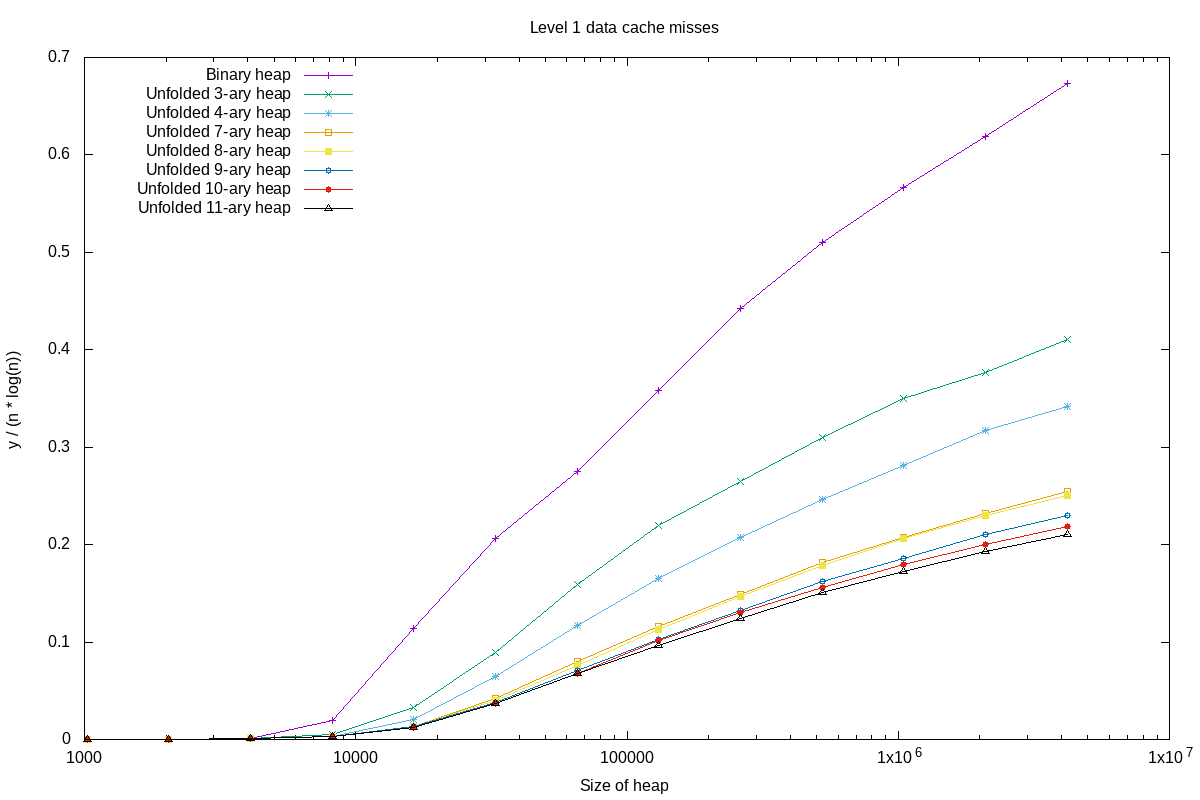 Level 1 data cache misses
0.7
0.6
0.5
0.4
0.3
0.2
0.1
0
y / (n * log(n))
Binary heap
Unfolded 3-ary heap
Unfolded 4-ary heap
Unfolded 7-ary heap
Unfolded 8-ary heap
Unfolded 9-ary heap
Unfolded 10-ary heap
Unfolded 11-ary heap
1000 10000 100000 1x10^6 1x10^7
Size of heap